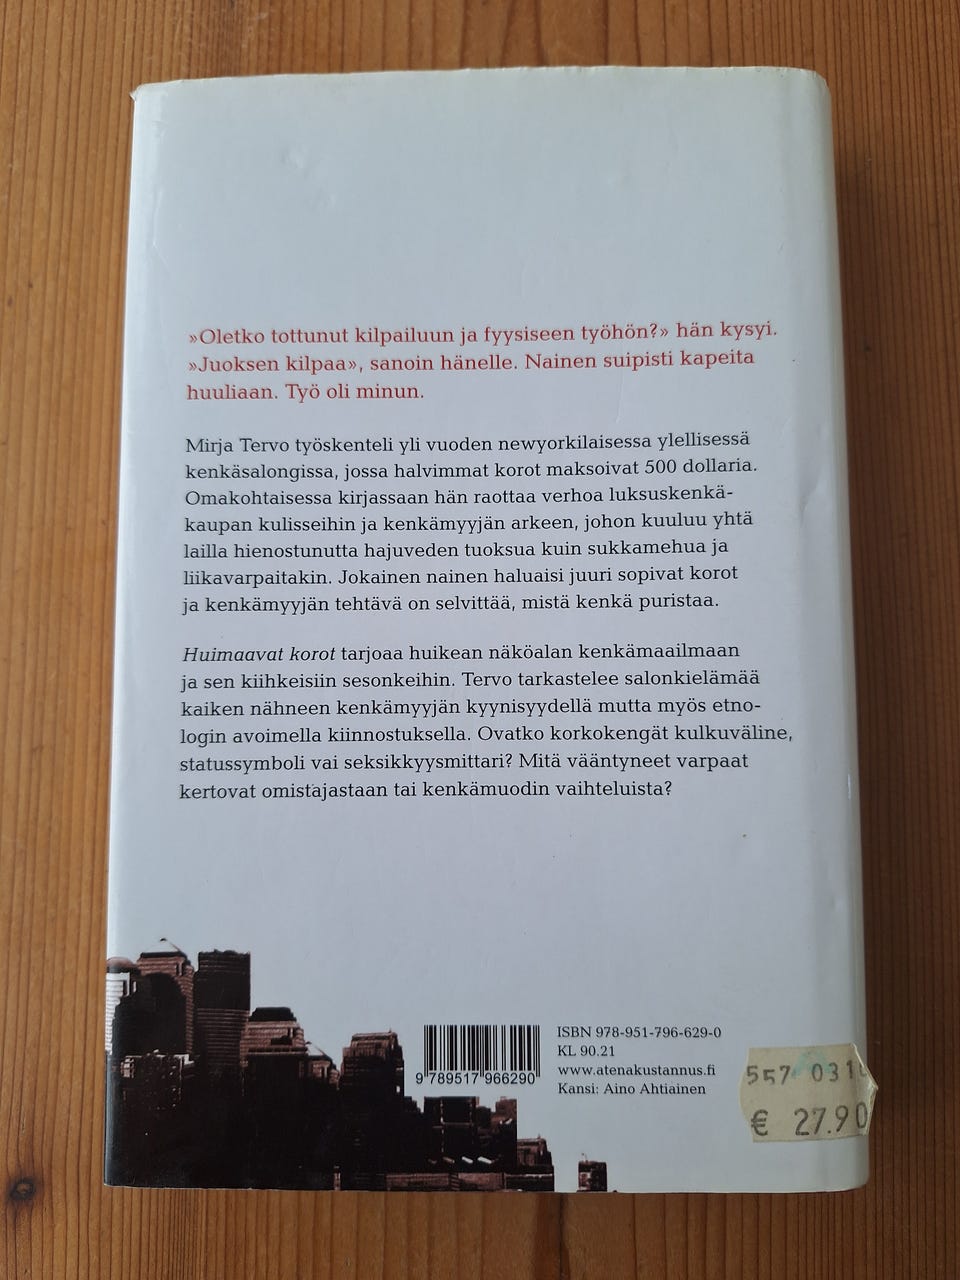 »Oletko tottunut kilpailuun ja fyysiseen työhön?» hän kysyi.
»Juoksen kilpaa», sanoin hänelle. Nainen suipisti kapeita
huuliaan. Työ oli minun.
Mirja Tervo työskenteli yli vuoden newyorkilaisessa ylellisessä
kenkäsalongissa, jossa halvimmat korot maksoivat 500 dollaria.
Omakohtaisessa kirjassaan hän raottaa verhoa luksuskenkä-
kaupan kulisseihin ja kenkämyyjän arkeen, johon kuuluu yhtä
lailla hienostunutta hajuveden tuoksua kuin sukkamehua ja
liikavarpaitakin. Jokainen nainen haluaisi juuri sopivat korot
ja kenkämyyjän tehtävä on selvittää, mistä kenkä puristaa.
Huimaavat korot tarjoaa huikean näköalan kenkämaailmaan
ja sen kiihkeisiin sesonkeihin. Tervo tarkastelee salonkielämää
kaiken nähneen kenkämyyjän kyynisyydellä mutta myös etno-
login avoimella kiinnostuksella. Ovatko korkokengät kulkuväline,
statussymboli vai seksikkyysmittari? Mitä vääntyneet varpaat
kertovat omistajastaan tai kenkämuodin vaihteluista?
9 789517 966290
ISBN 978-951-796-629-0
KL 90.21
www.atenakustannus.fi
Kansi: Aino Ahtiainen
557 031
€ 27.90